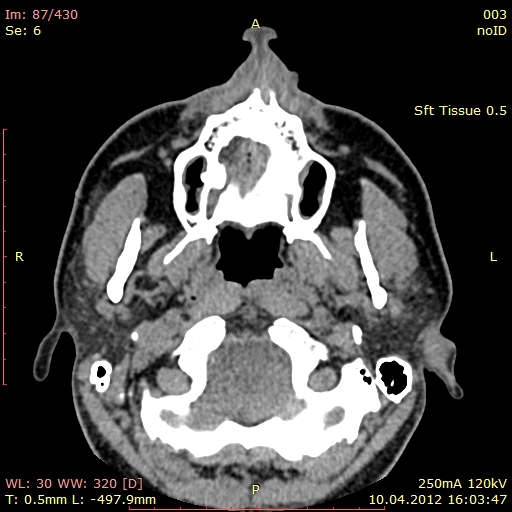 Im: 87/430
Se: 6
A
003
noID
Sft Tissue 0.5
R
L
WL: 30 WW: 320 [D]
T: 0.5mm L: -497.9mm
P
250mA 120kV
10.04.2012 16:03:47